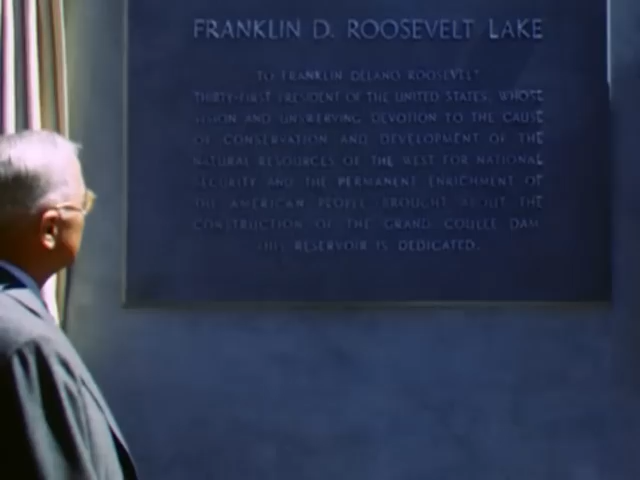 FRANKLIN D. ROOSEVELT LAKE
TO FRANKLIN DELANO ROOSEVELT
THIRTY-FIRST PRESIDENT OF THE UNITED STATES, WHOSE
VISION AND UNSWERVING DEVOTION TO THE CAUSE
OF CONSERVATION AND DEVELOPMENT OF THE
NATURAL RESOURCES OF THE WEST FOR NATIONAL
SECURITY AND THE PERMANENT ENRICHMENT OF
THE AMERICAN PEOPLE BROUGHT ABOUT THE
CONSTRUCTION OF THE GRAND COULEE DAM
THIS RESERVOIR IS DEDICATED.